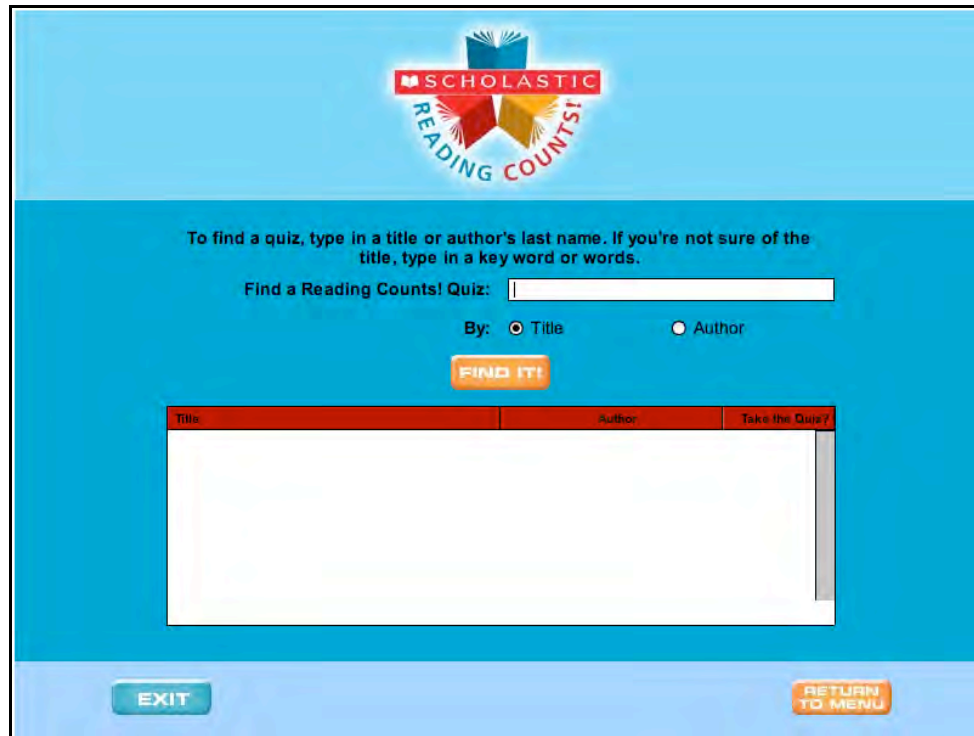 SCHOLASTIC
READING COUNTS!
To find a quiz, type in a title or author's last name. If you're not sure of the
title, type in a key word or words.
Find a Reading Counts! Quiz:
By: Title Author
FIND IT!
Title Author Take the Quiz?
EXIT
RETURN
TO MENU